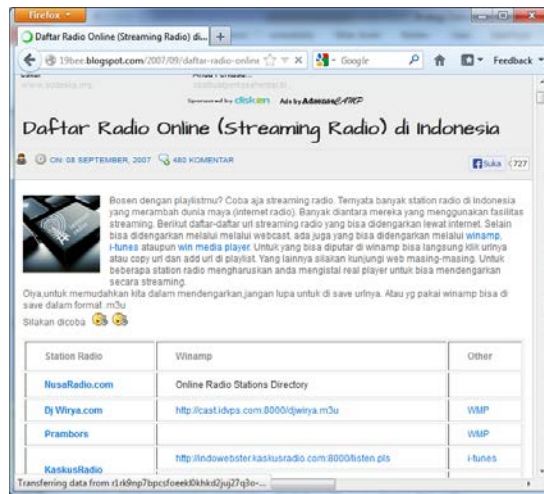 Firefox
Daftar Radio Online (Streaming Radio) di...
19bee.blogspot.com/2007/09/daftar-radio-online
Google
Feedback
Sponsored by
Ads by
Daftar Radio Online (Streaming Radio) di Indonesia
ON: 08 SEPTEMBER, 2007 480 KOMENTAR
Suka 727
Bosen dengan playlistmu? Coba aja streaming radio. Ternyata banyak station radio di Indonesia
yang merambah dunia maya (internet radio). Banyak diantara mereka yang menggunakan fasilitas
streaming. Berikut daftar-daftar url streaming radio yang bisa didengarkan lewat internet. Selain
bisa didengarkan melalui melalui webcast, ada juga yang bisa didengarkan melalui winamp,
i-tunes ataupun win media player. Untuk yang bisa diputar di winamp bisa langsung klik urlnya
atau copy url dan add url di playlist. Yang lainnya silakan kunjungi web masing-masing. Untuk
beberapa station radio mengharuskan anda mengistal real player untuk bisa mendengarkan
secara streaming.
Oiya,untuk memudahkan kita dalam mendengarkan,jangan lupa untuk di save urlnya. Atau yg pakai winamp bisa di
save dalam format .m3u
Silakan dicoba
Station Radio Winamp Other
NusaRadio.com Online Radio Stations Directory
Dj Wirya.com http://cast.idvps.com:8000/djwirya.m3u WMP
Prambors WMP
http://indowebster.kaskusradio.com:8000/listen.pls i-tunes
KaskusRadio
Transferring data from